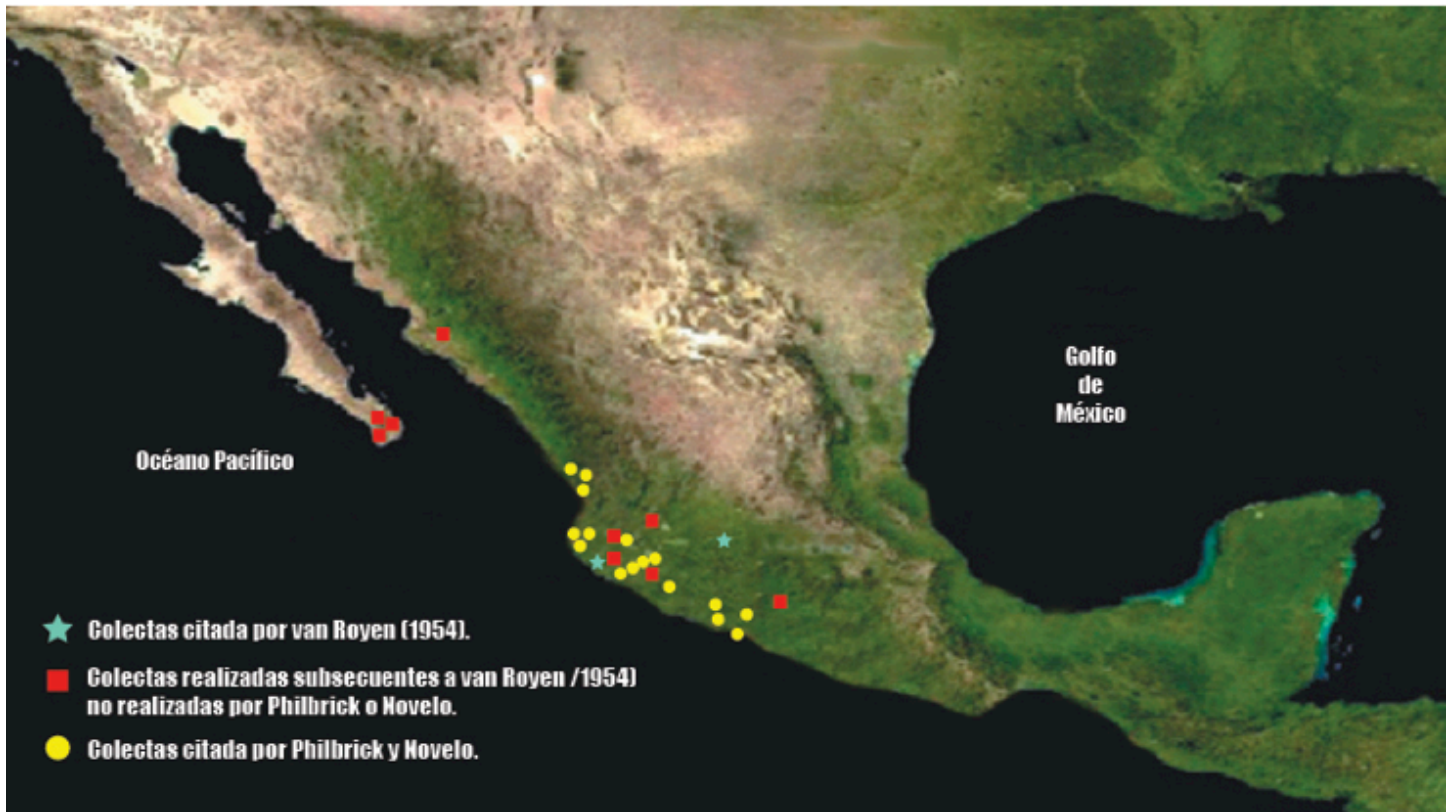 Golfo
de
México
Océano Pacífico
Colectas citada por van Royen (1954).
Colectas realizadas subsecuentes a van Royen /1954)
no realizadas por Philbrick o Novelo.
Colectas citada por Philbrick y Novelo.